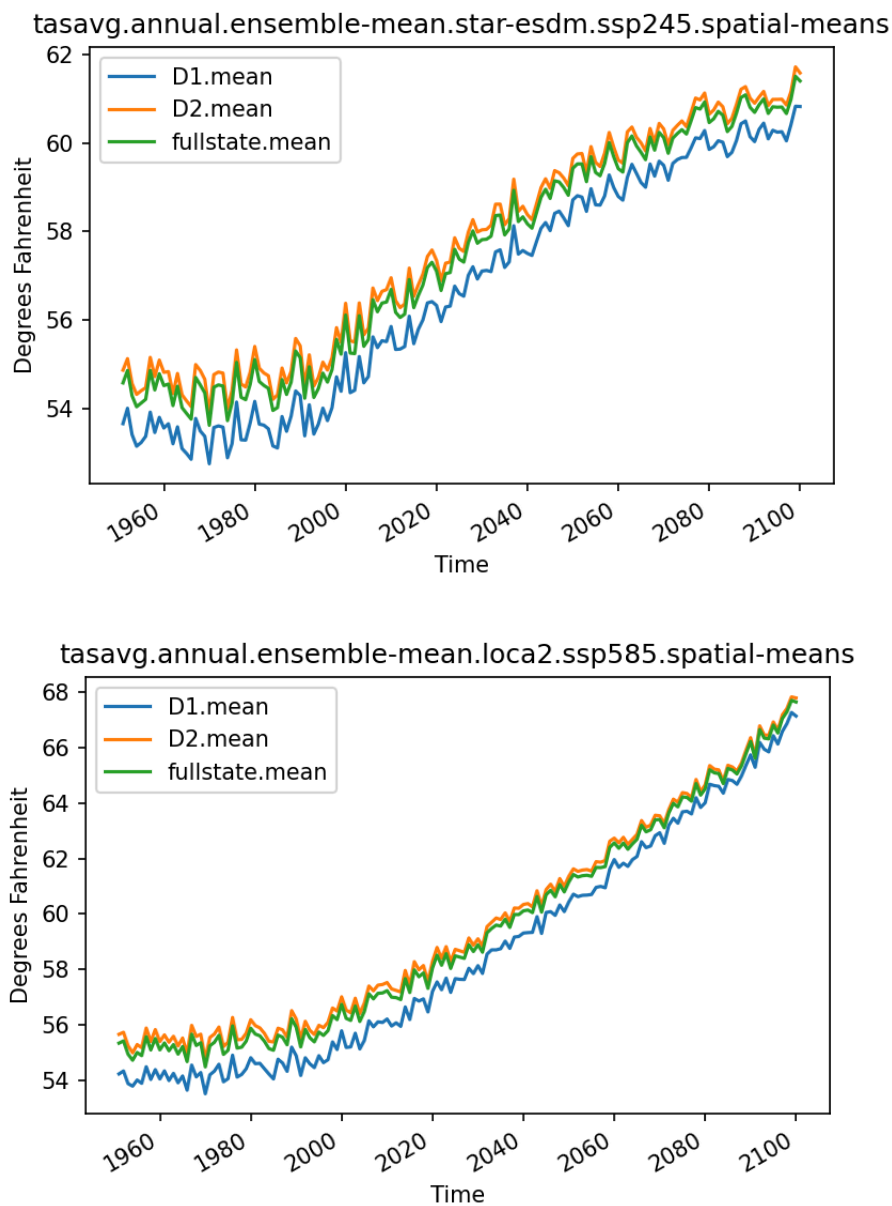 tasavg.annual.ensemble-mean.star-esdm.ssp245.spatial-means
D1.mean
D2.mean
fullstate.mean
Degrees Fahrenheit
62
60
58
56
54
1960
1980
2000
2020
2040
2060
2080
2100
Time
tasavg.annual.ensemble-mean.loca2.ssp585.spatial-means
D1.mean
D2.mean
fullstate.mean
Degrees Fahrenheit
68
66
64
62
60
58
56
54
1960
1980
2000
2020
2040
2060
2080
2100
Time